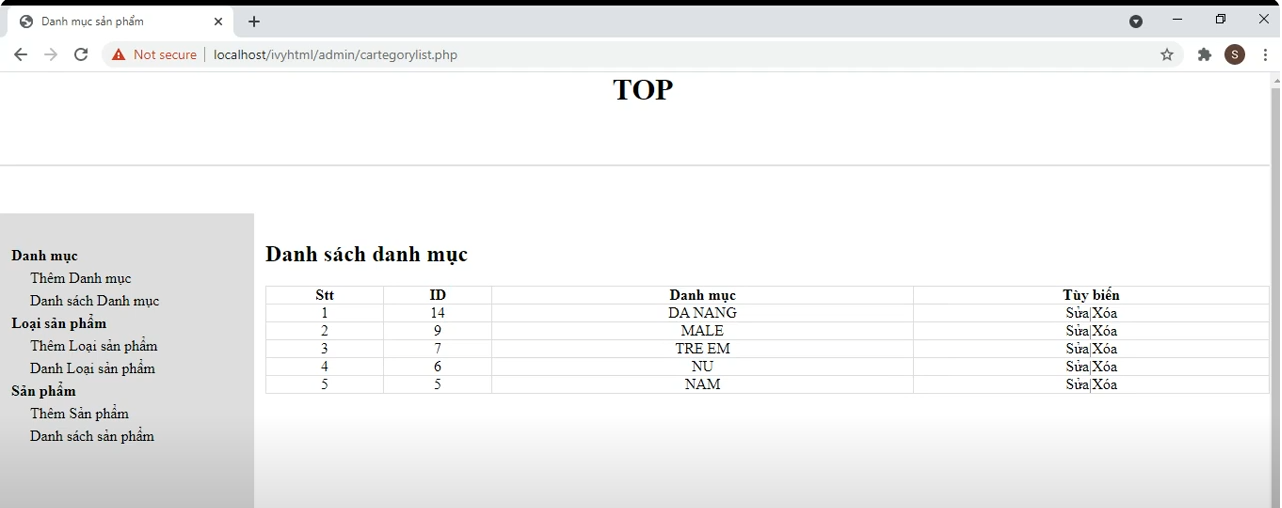 Danh mục sản phẩm
Not secure | localhost/ivyhtml/admin/cartegorylist.php
S
TOP
Danh mục
Thêm Danh mục
Danh sách Danh mục
Loại sản phẩm
Thêm Loại sản phẩm
Danh Loại sản phẩm
Sản phẩm
Thêm Sản phẩm
Danh sách sản phẩm
Danh sách danh mục
Stt ID Danh mục Tùy biến
1 14 DA NANG Sửa|Xóa
2 9 MALE Sửa|Xóa
3 7 TRE EM Sửa|Xóa
4 6 NU Sửa|Xóa
5 5 NAM Sửa|Xóa